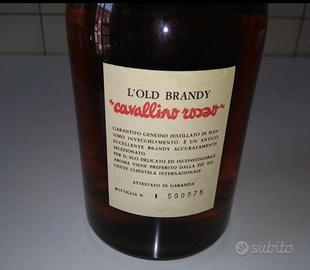 L'OLD BRANDY
"cavallino rosso"
GARANTITO GENUINO DISTILLATO DI MAS-
SIMO INVECCHIAMENTO. È UN ANTICO
ECCELLENTE BRANDY ACCURATAMENTE
SELEZIONATO.
PER IL SUO DELICATO ED INCONFONDIBILE
AROMA VIENE PREFERITO DALLA PIÙ ESI-
GENTE CLIENTELA INTERNAZIONALE
ATTESTATO DI GARANZIA
BOTTIGLIA N. 1 500075
subito